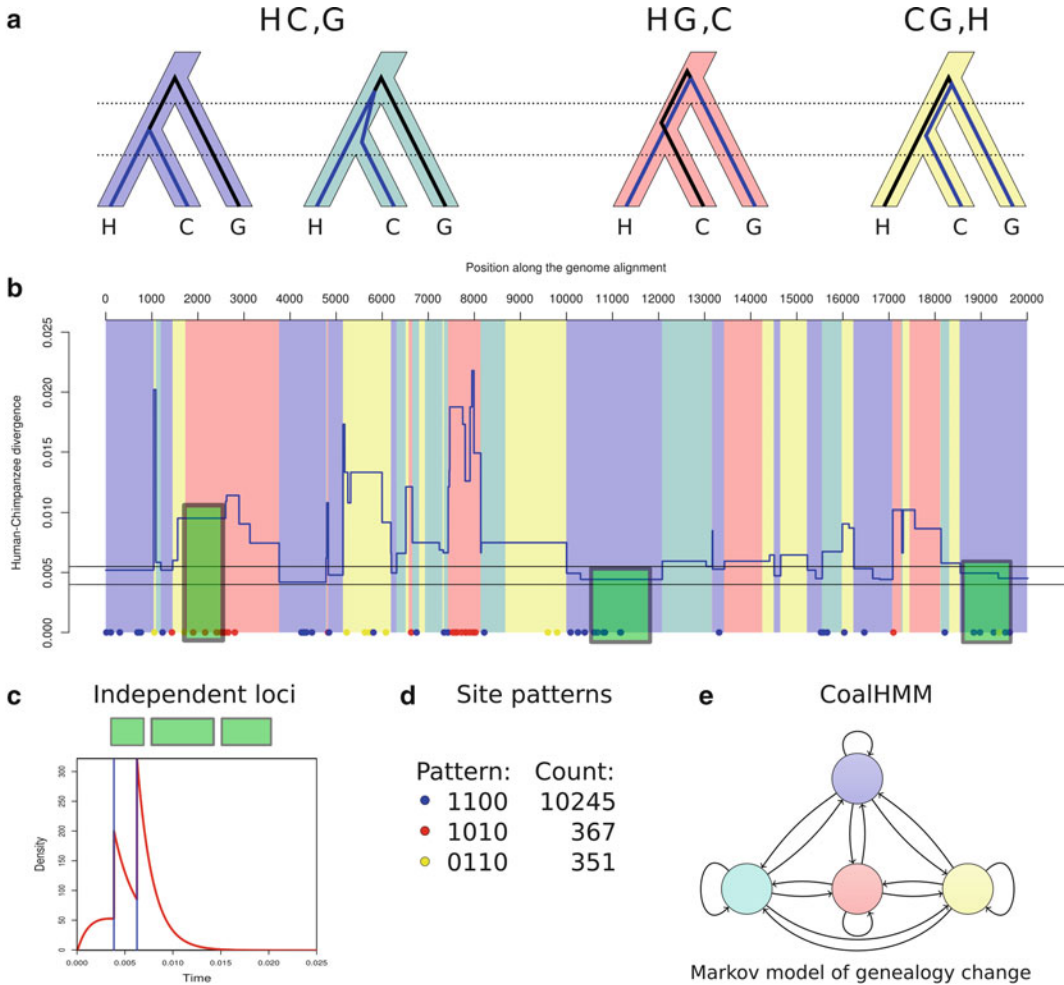 a
HC,G
HG,C
CG,H
H C G
H C G
H C G
H C G
Position along the genome alignment
b
0 1000 2000 3000 4000 5000 6000 7000 8000 9000 10000 11000 12000 13000 14000 15000 16000 17000 18000 19000 20000
Human-Chimpanzee divergence
0.025
0.020
0.015
0.010
0.005
0.000
c
Independent loci
Density
300
250
200
150
100
50
0
0.000 0.005 0.010 0.015 0.020 0.025
Time
d
Site patterns
Pattern: Count:
1100 10245
1010 367
0110 351
e
CoalHMM
Markov model of genealogy change